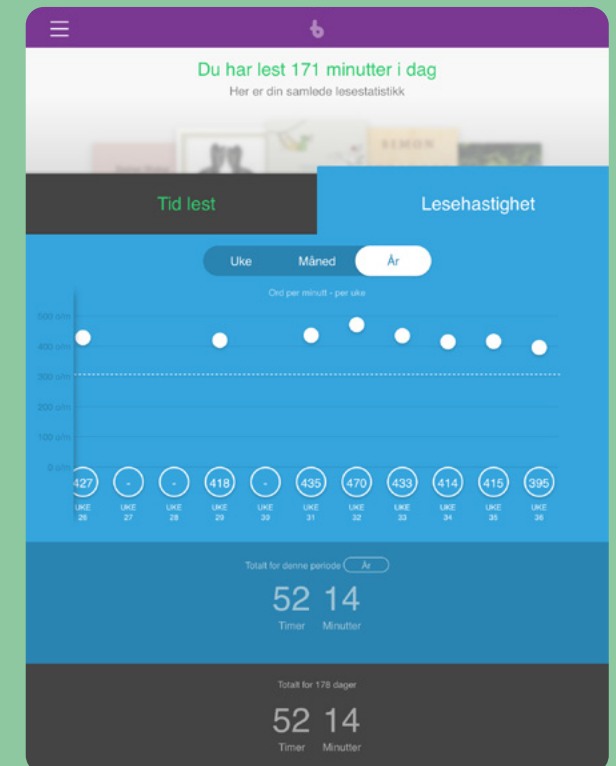 Du har lest 171 minutter i dag
Her er din samlede lesestatistikk
Tid lest
Lesehastighet
Uke Måned År
Ord per minutt - per uke
500 o/m
400 o/m
300 o/m
200 o/m
100 o/m
0 o/m
427 - - 418 - 435 470 433 414 415 395
UKE UKE UKE UKE UKE UKE UKE UKE UKE UKE UKE
26 27 28 29 30 31 32 33 34 35 36
Totalt for denne periode År
52 14
Timer Minutter
Totalt for 178 dager
52 14
Timer Minutter